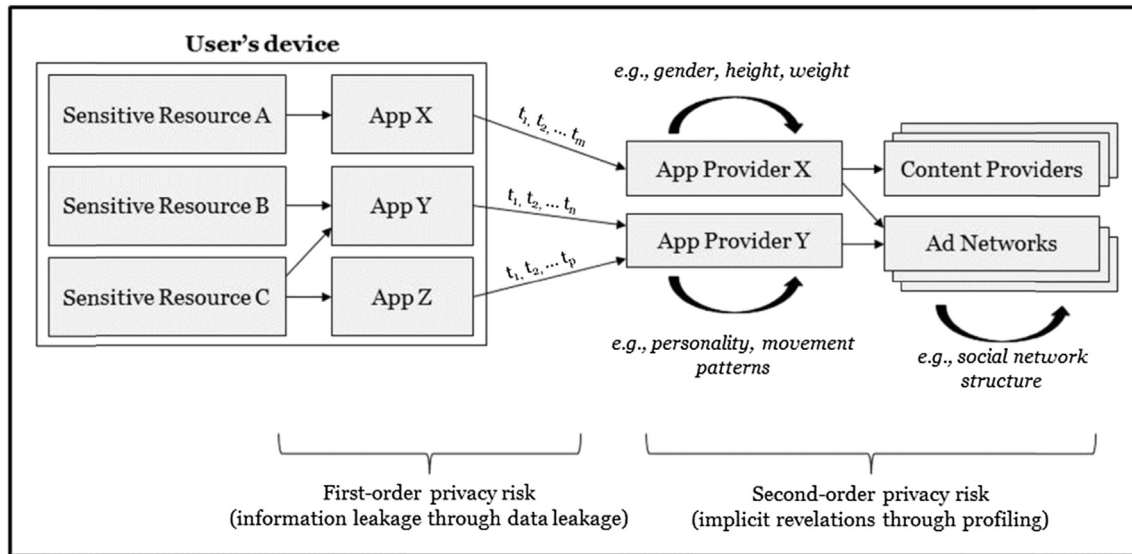 User's device
Sensitive Resource A
App X
Sensitive Resource B
App Y
Sensitive Resource C
App Z
t1, t2, ... tm
t1, t2, ... tn
t1, t2, ... tp
e.g., gender, height, weight
App Provider X
Content Providers
App Provider Y
Ad Networks
e.g., personality, movement
patterns
e.g., social network
structure
First-order privacy risk
(information leakage through data leakage)
Second-order privacy risk
(implicit revelations through profiling)